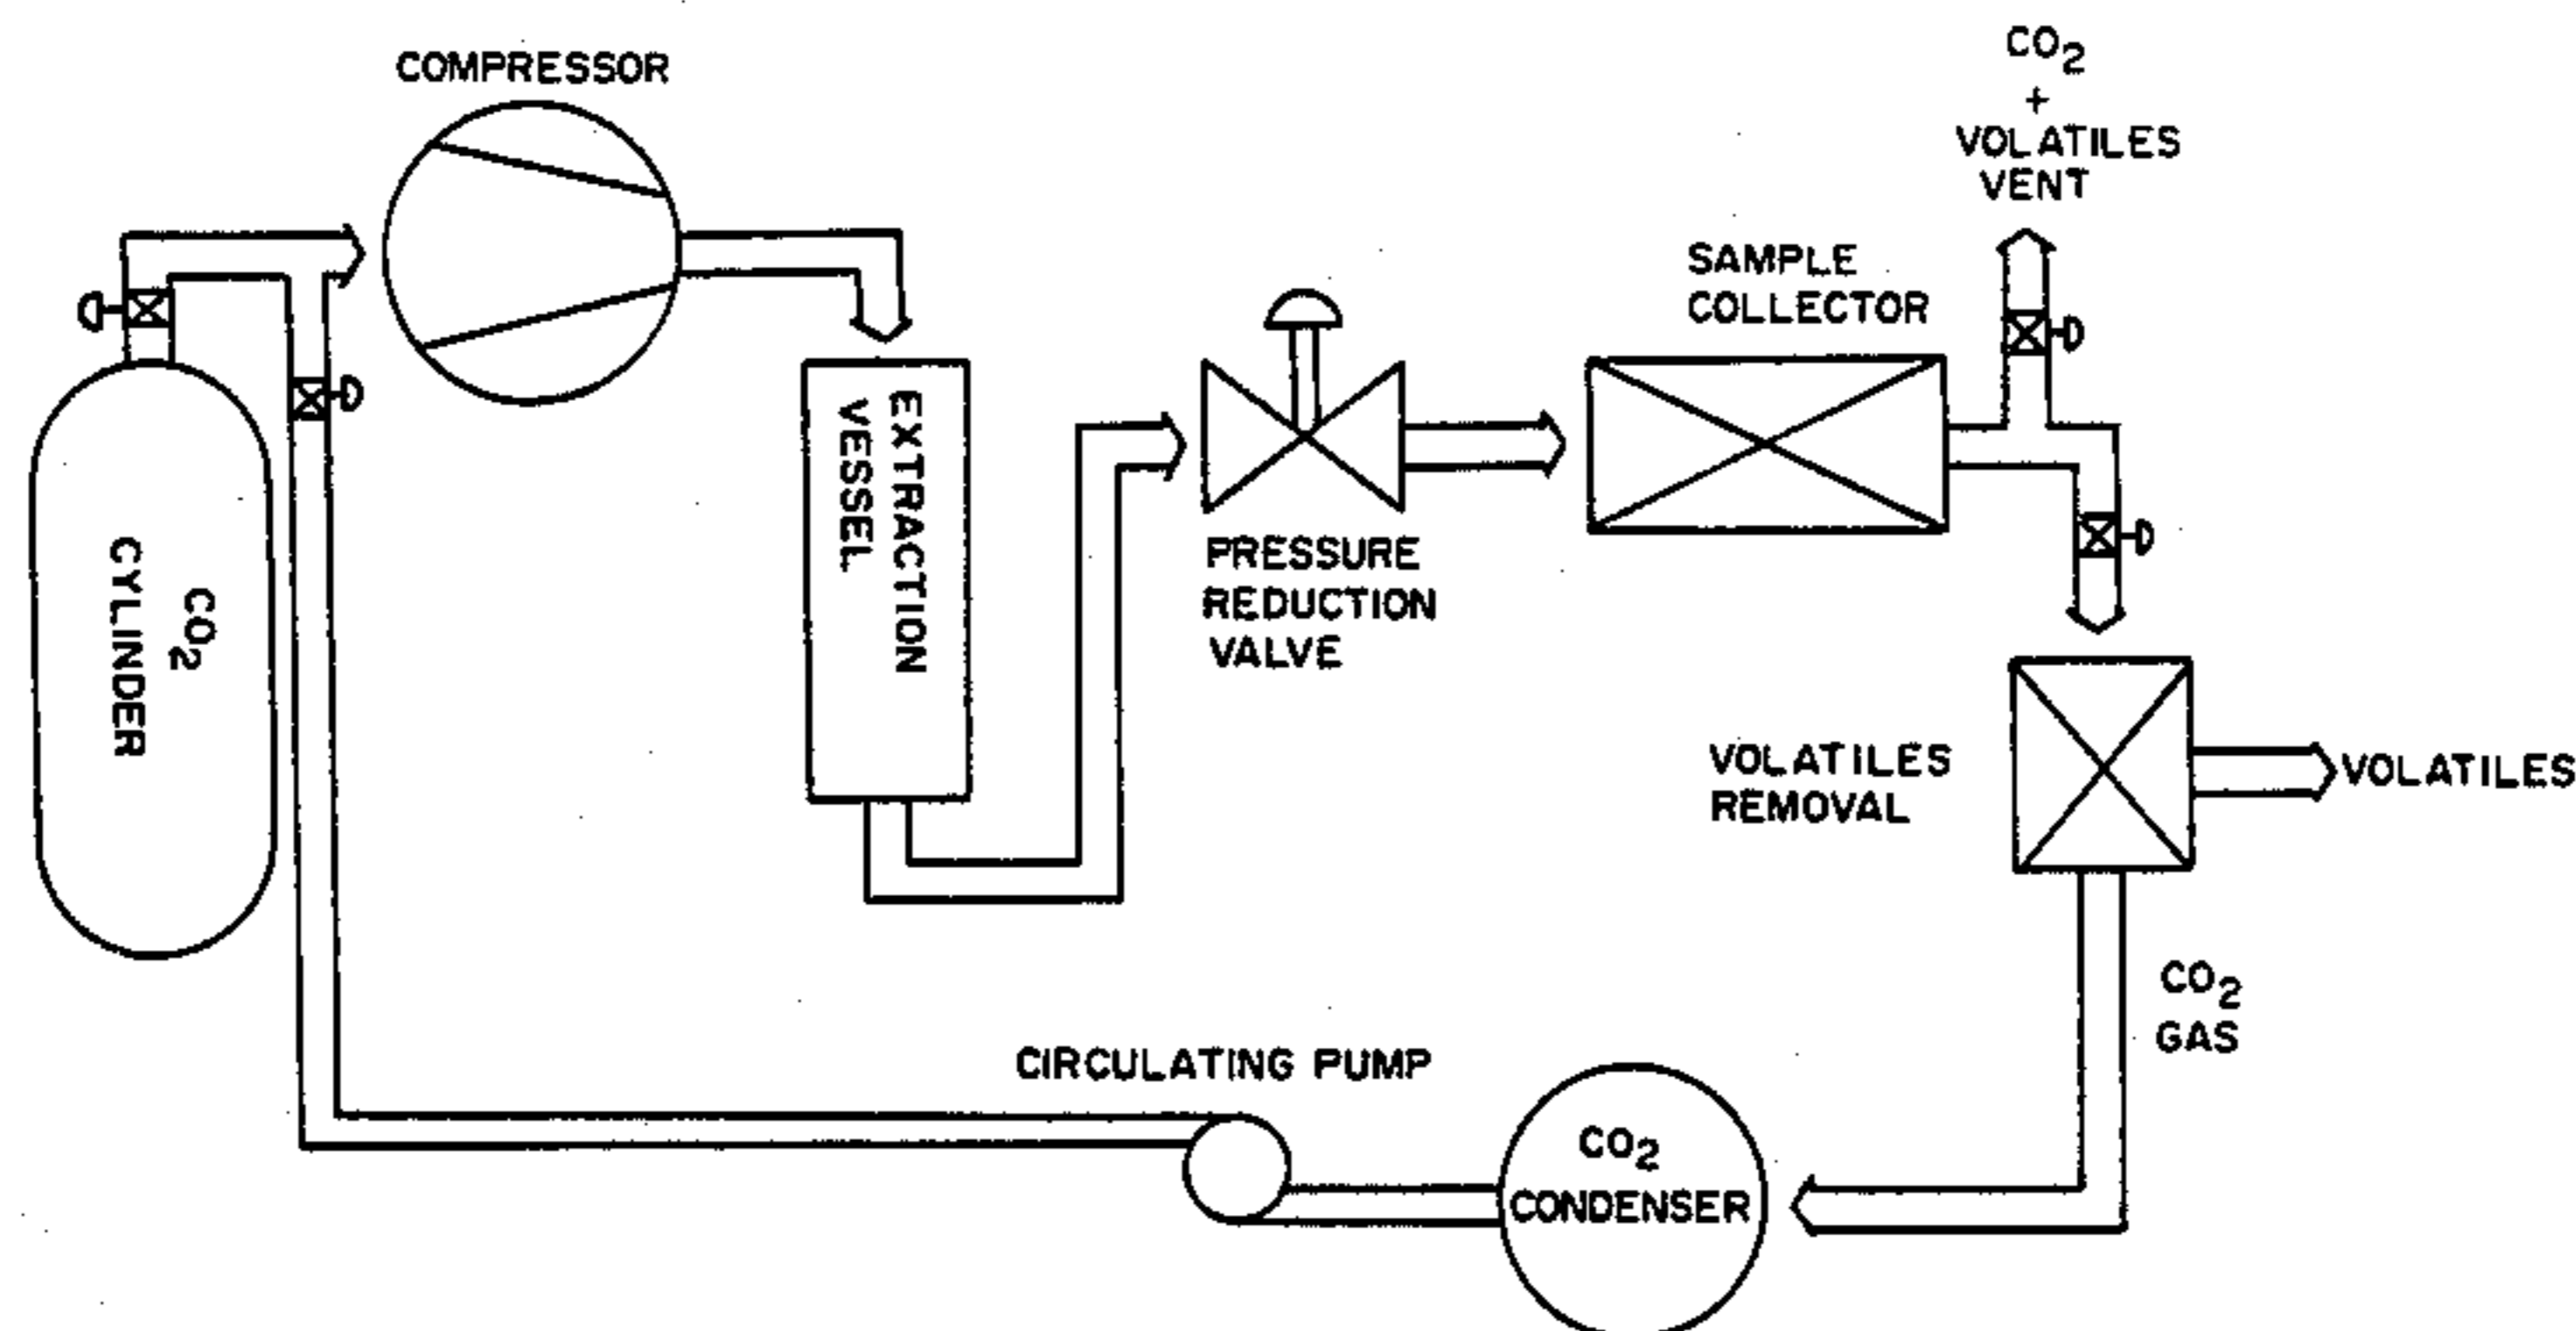 COMPRESSOR
CO2
+
VOLATILES
VENT
SAMPLE
COLLECTOR
EXTRACTION
VESSEL
PRESSURE
REDUCTION
VALVE
CO2
CYLINDER
VOLATILES
REMOVAL
VOLATILES
CO2
GAS
CIRCULATING PUMP
CO2
CONDENSER